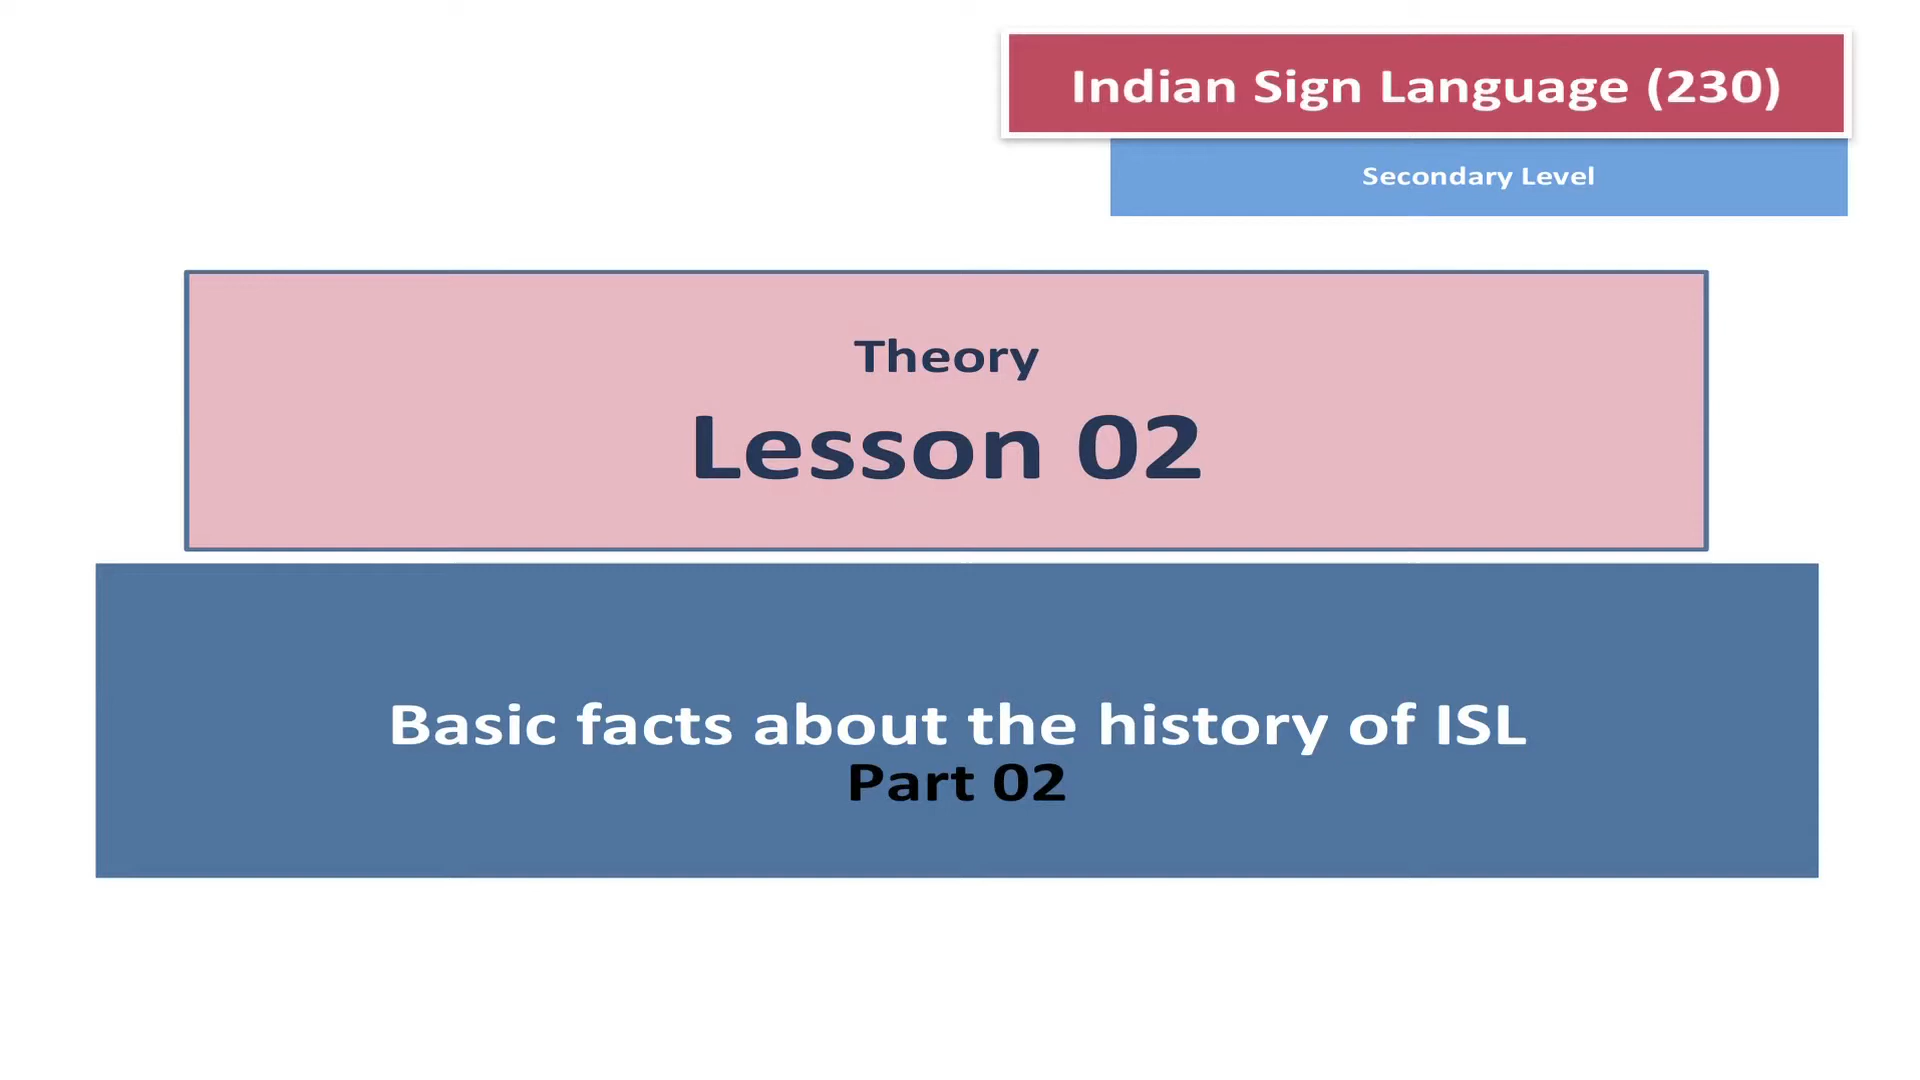 Indian Sign Language (230)
Secondary Level
Theory
Lesson 02
Basic facts about the history of ISL
Part 02